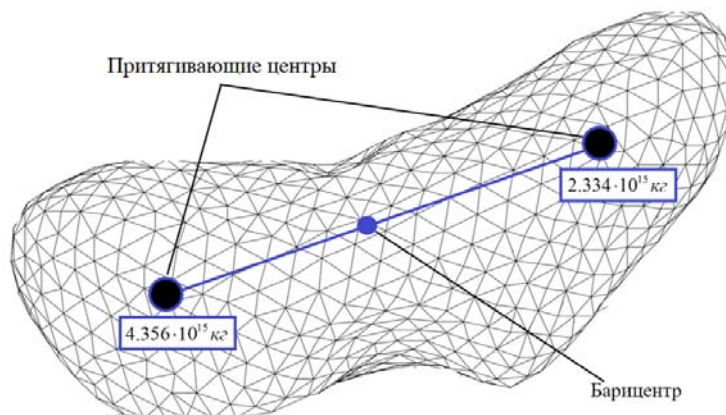 Притягивающие центры
2.334·10¹⁵ кг
4.356·10¹⁵ кг
Барицентр